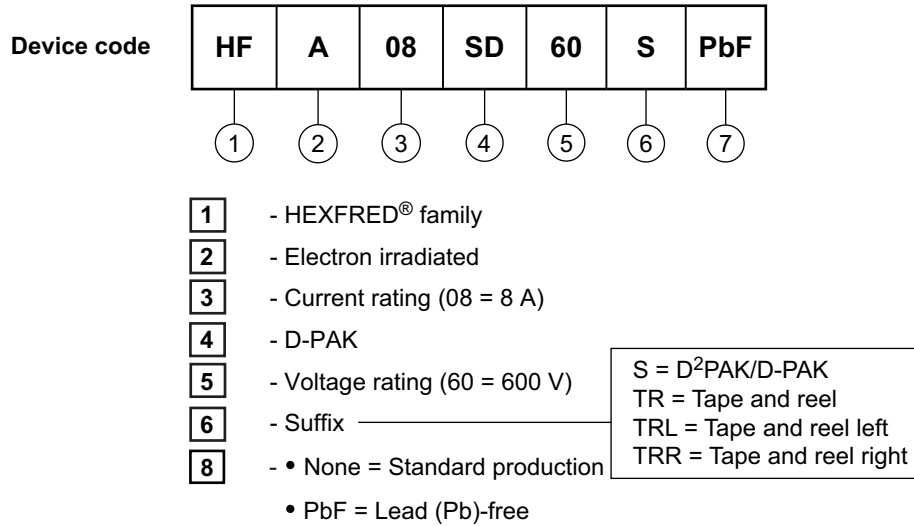 Device code
HF A 08 SD 60 S PbF
1 2 3 4 5 6 7
1 - HEXFRED® family
2 - Electron irradiated
3 - Current rating (08 = 8 A)
4 - D-PAK
5 - Voltage rating (60 = 600 V)
6 - Suffix
S = D²PAK/D-PAK
TR = Tape and reel
TRL = Tape and reel left
TRR = Tape and reel right
8 - • None = Standard production
• PbF = Lead (Pb)-free